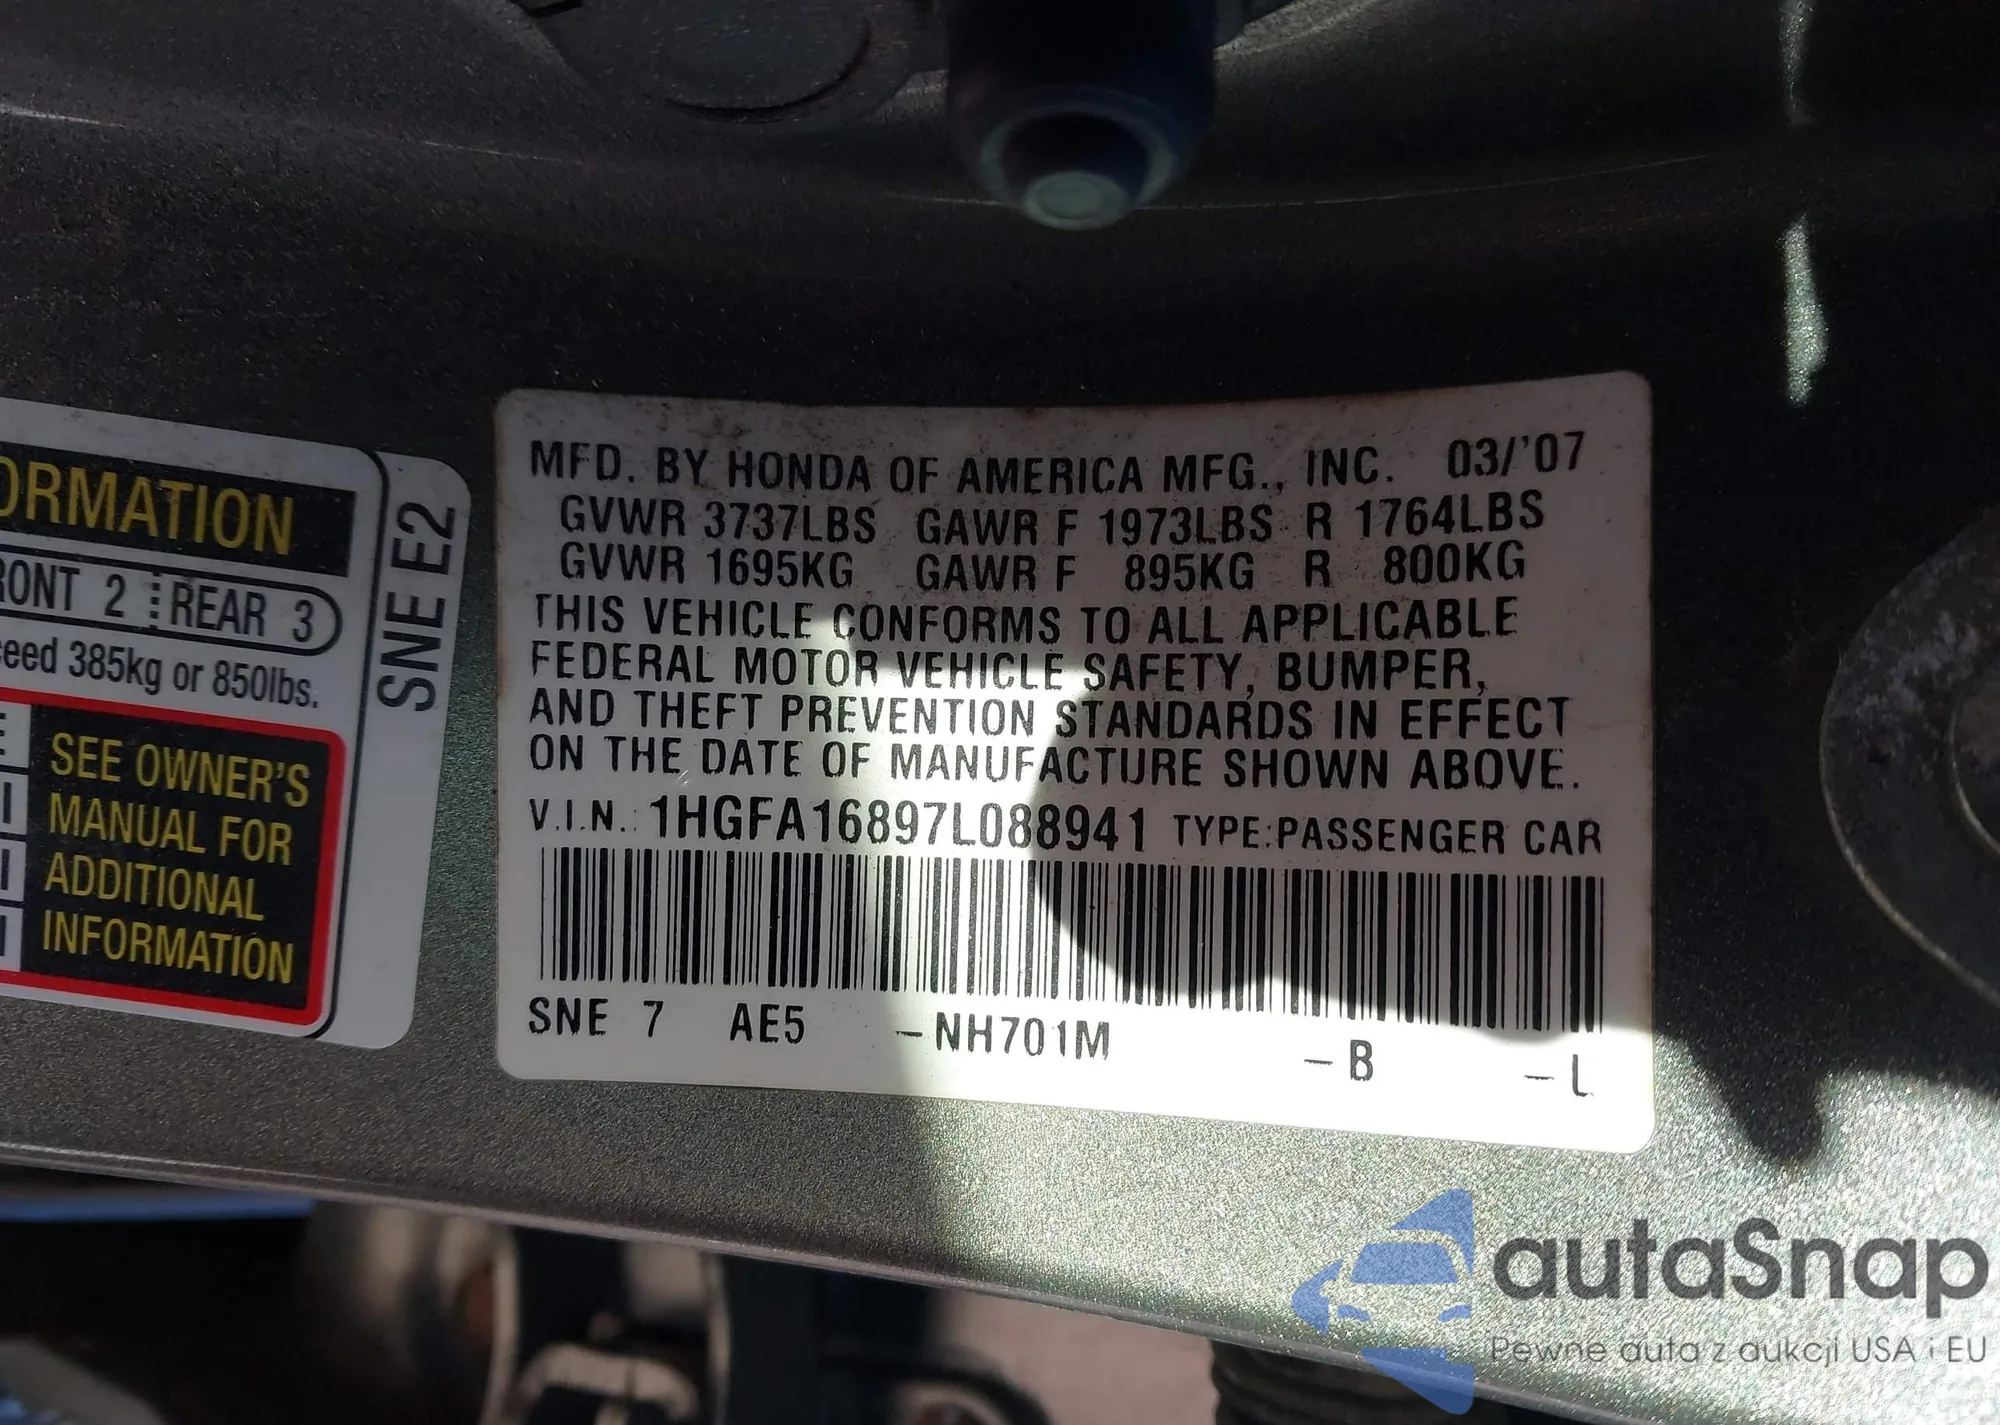 ORMATION
RONT 2 REAR 3
ceed 385kg or 850lbs.
SEE OWNER'S
MANUAL FOR
ADDITIONAL
INFORMATION
SNE E2
MFD. BY HONDA OF AMERICA MFG., INC. 03/'07
GVWR 3737LBS GAWR F 1973LBS R 1764LBS
GVWR 1695KG GAWR F 895KG R 800KG
THIS VEHICLE CONFORMS TO ALL APPLICABLE
FEDERAL MOTOR VEHICLE SAFETY, BUMPER,
AND THEFT PREVENTION STANDARDS IN EFFECT
ON THE DATE OF MANUFACTURE SHOWN ABOVE.
V.I.N.: 1HGFA16897L088941 TYPE:PASSENGER CAR
SNE 7 AE5 -NH701M -B -L
autaSnap
Pewne auta z aukcji USA i EU